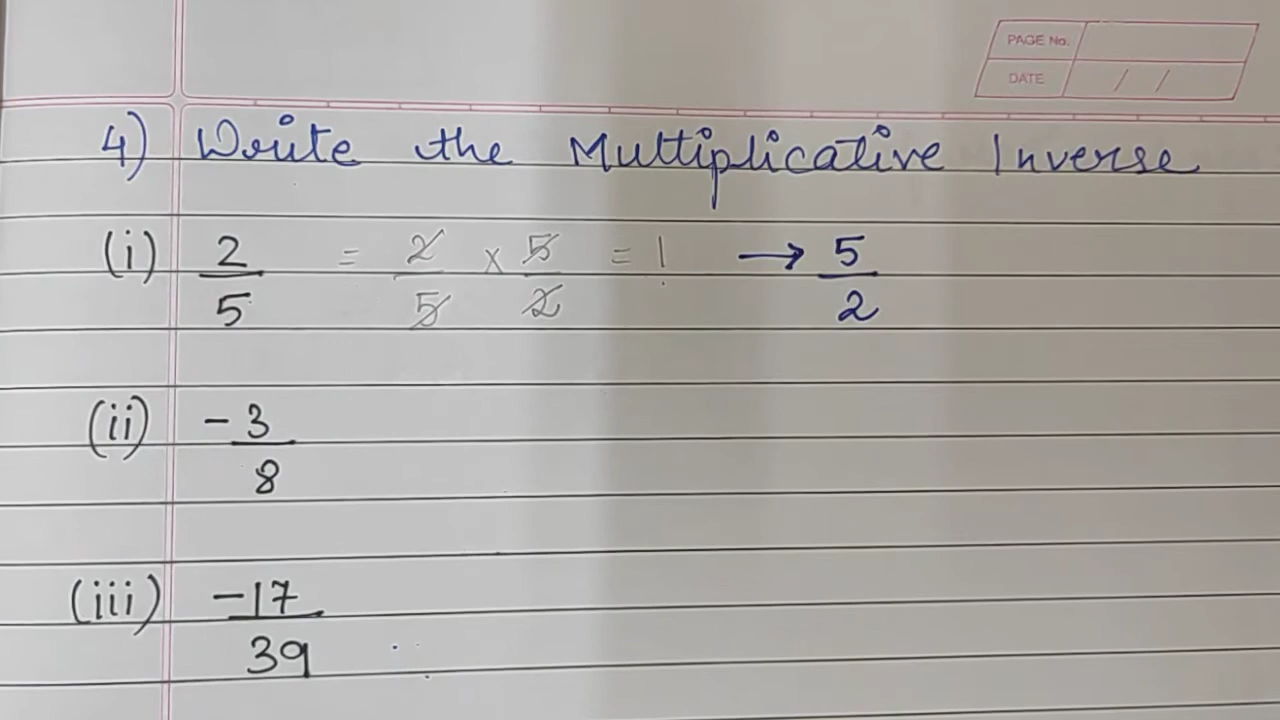 PAGE No.
DATE / /
4) Write the Multiplicative Inverse
(i) 2/5 = 2/5 x 5/2 = 1 → 5/2
(ii) -3/8
(iii) -17/39